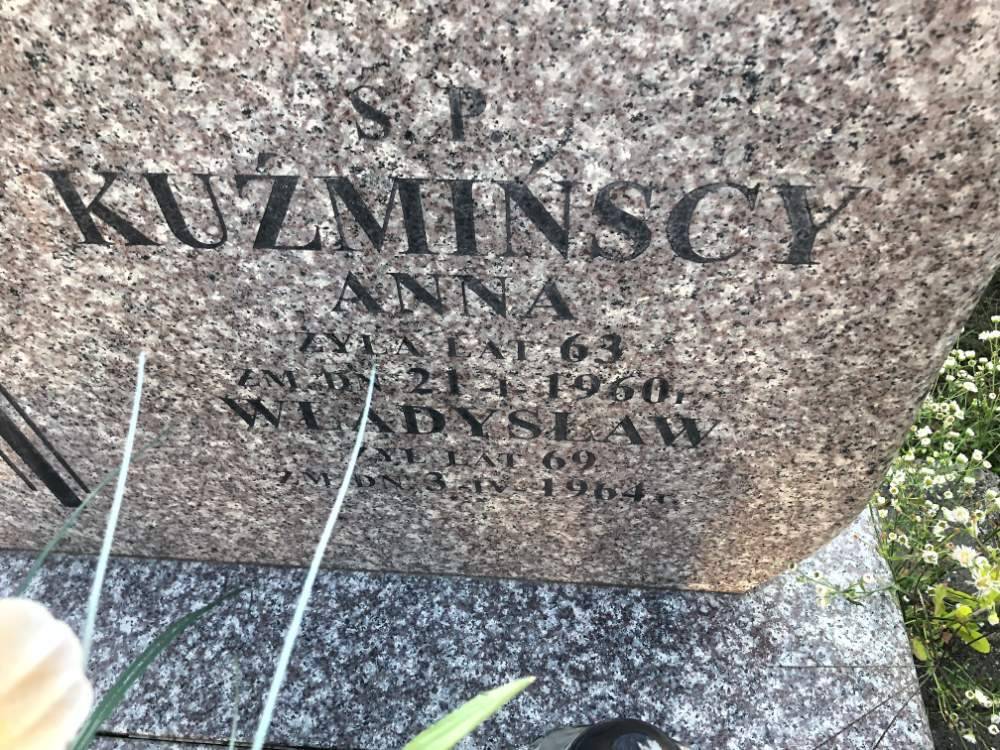 Ś. P.
KUŹMIŃSCY
ANNA
ŻYŁA LAT 63
ZM. DN. 21 . I . 1960 r.
WŁADYSŁAW
ŻYŁ LAT 69
ZM. DN. 3 . IV . 1964 r.